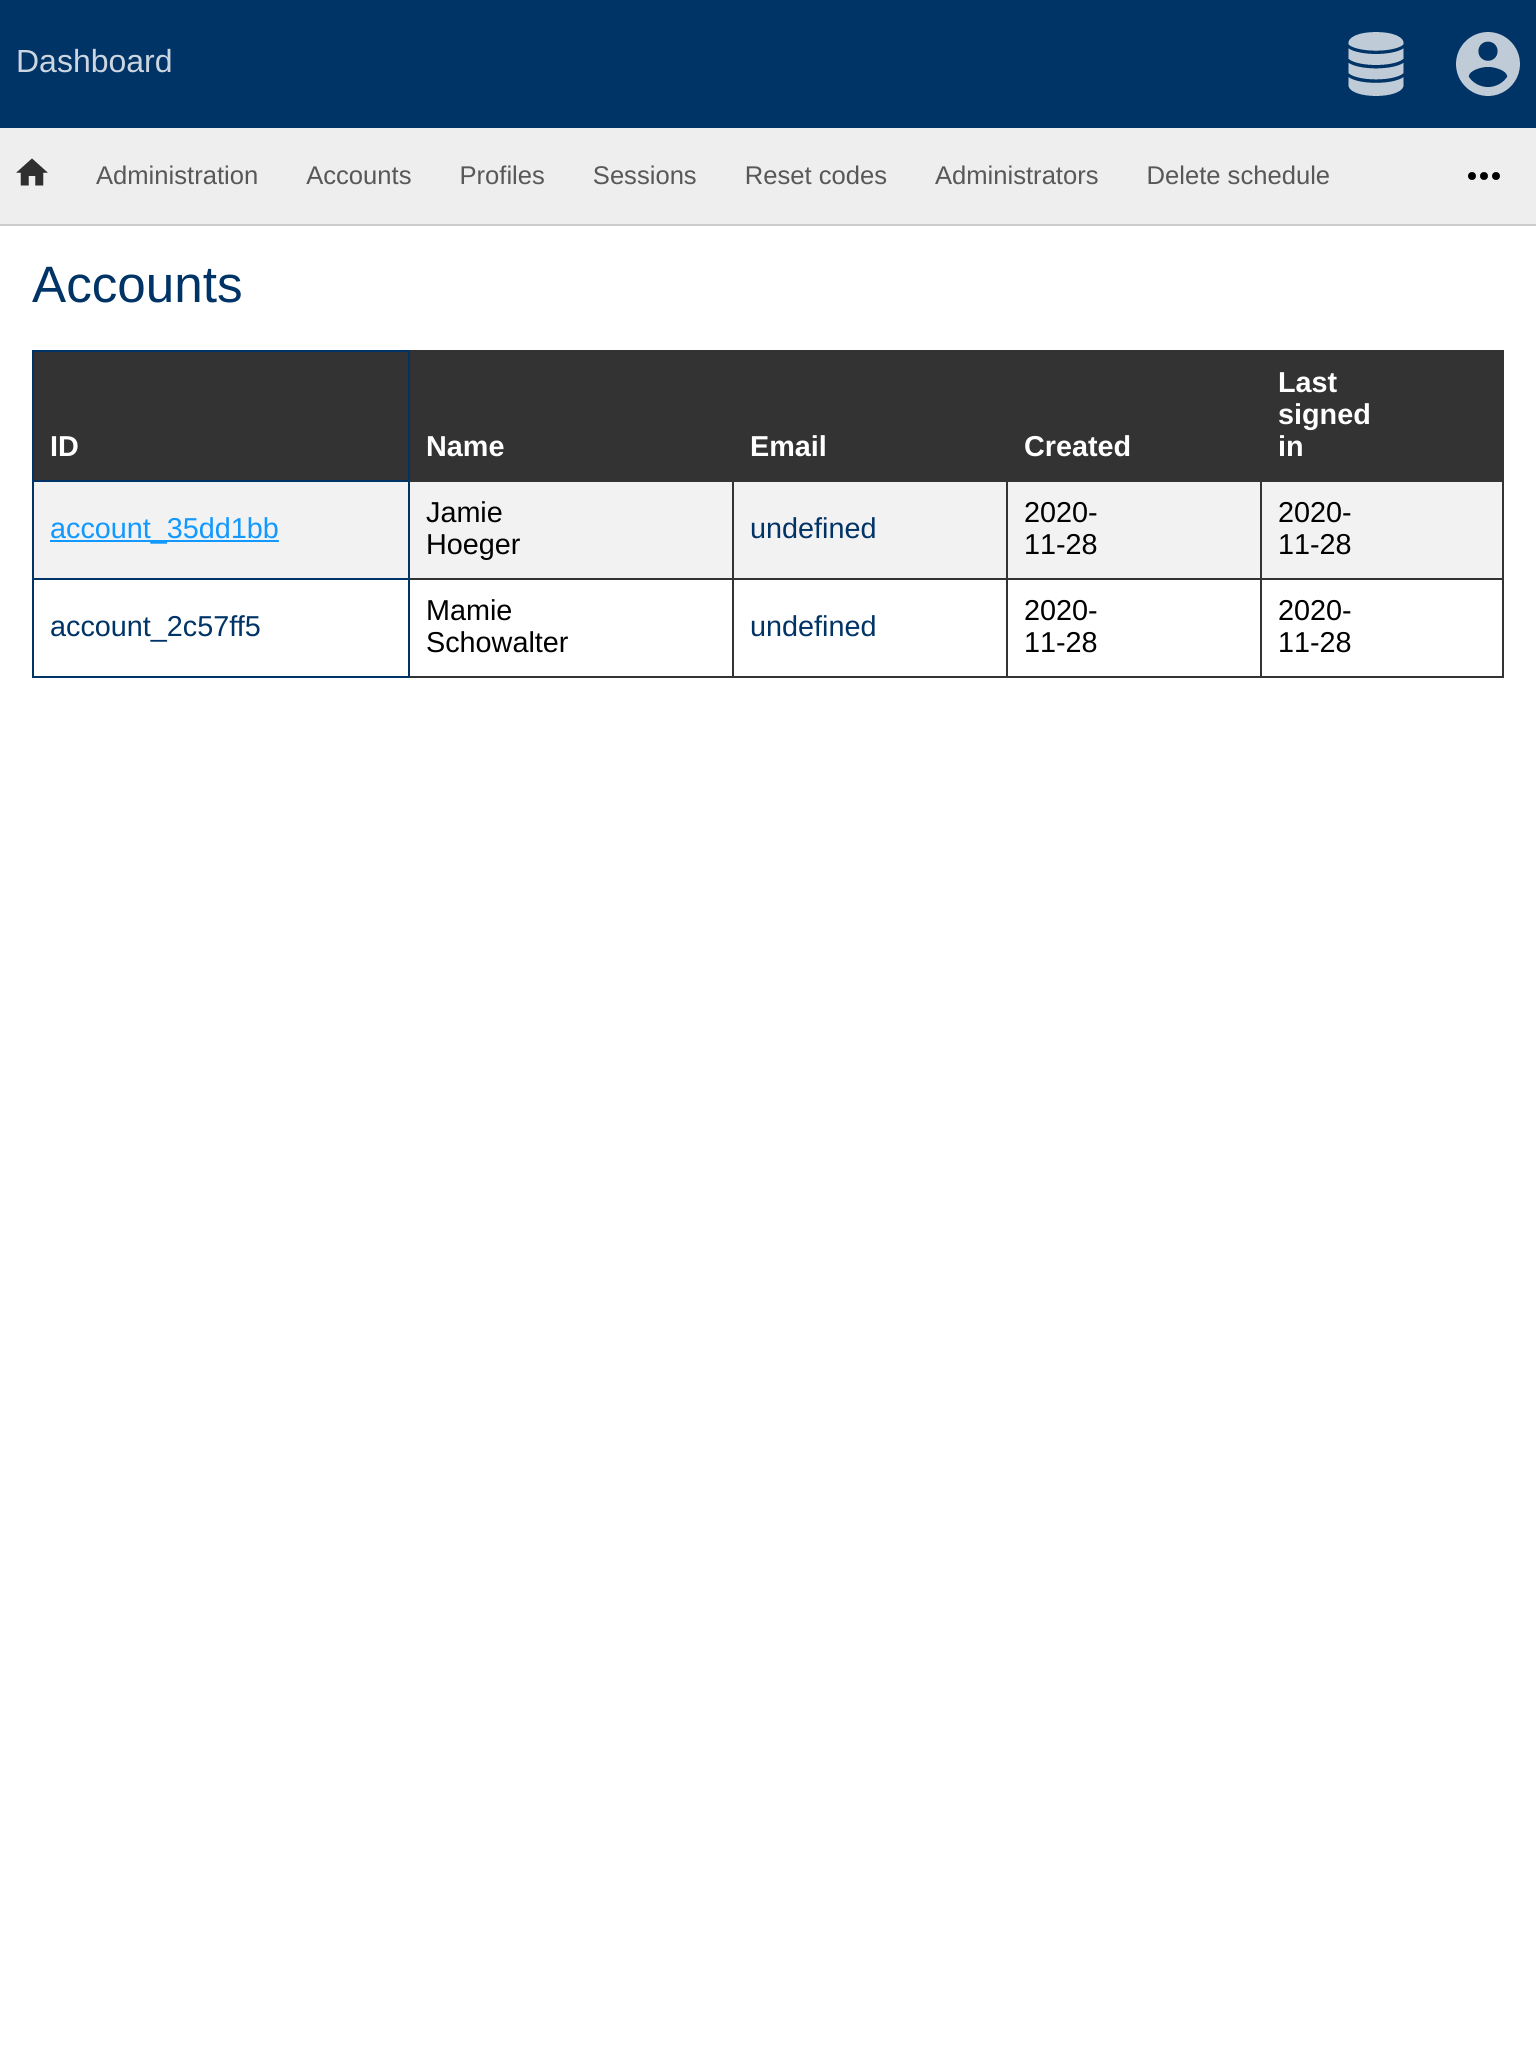 Dashboard
Administration Accounts Profiles Sessions Reset codes Administrators Delete schedule
Accounts
ID Name Email Created Last signed in
account_35dd1bb Jamie Hoeger undefined 2020-11-28 2020-11-28
account_2c57ff5 Mamie Schowalter undefined 2020-11-28 2020-11-28